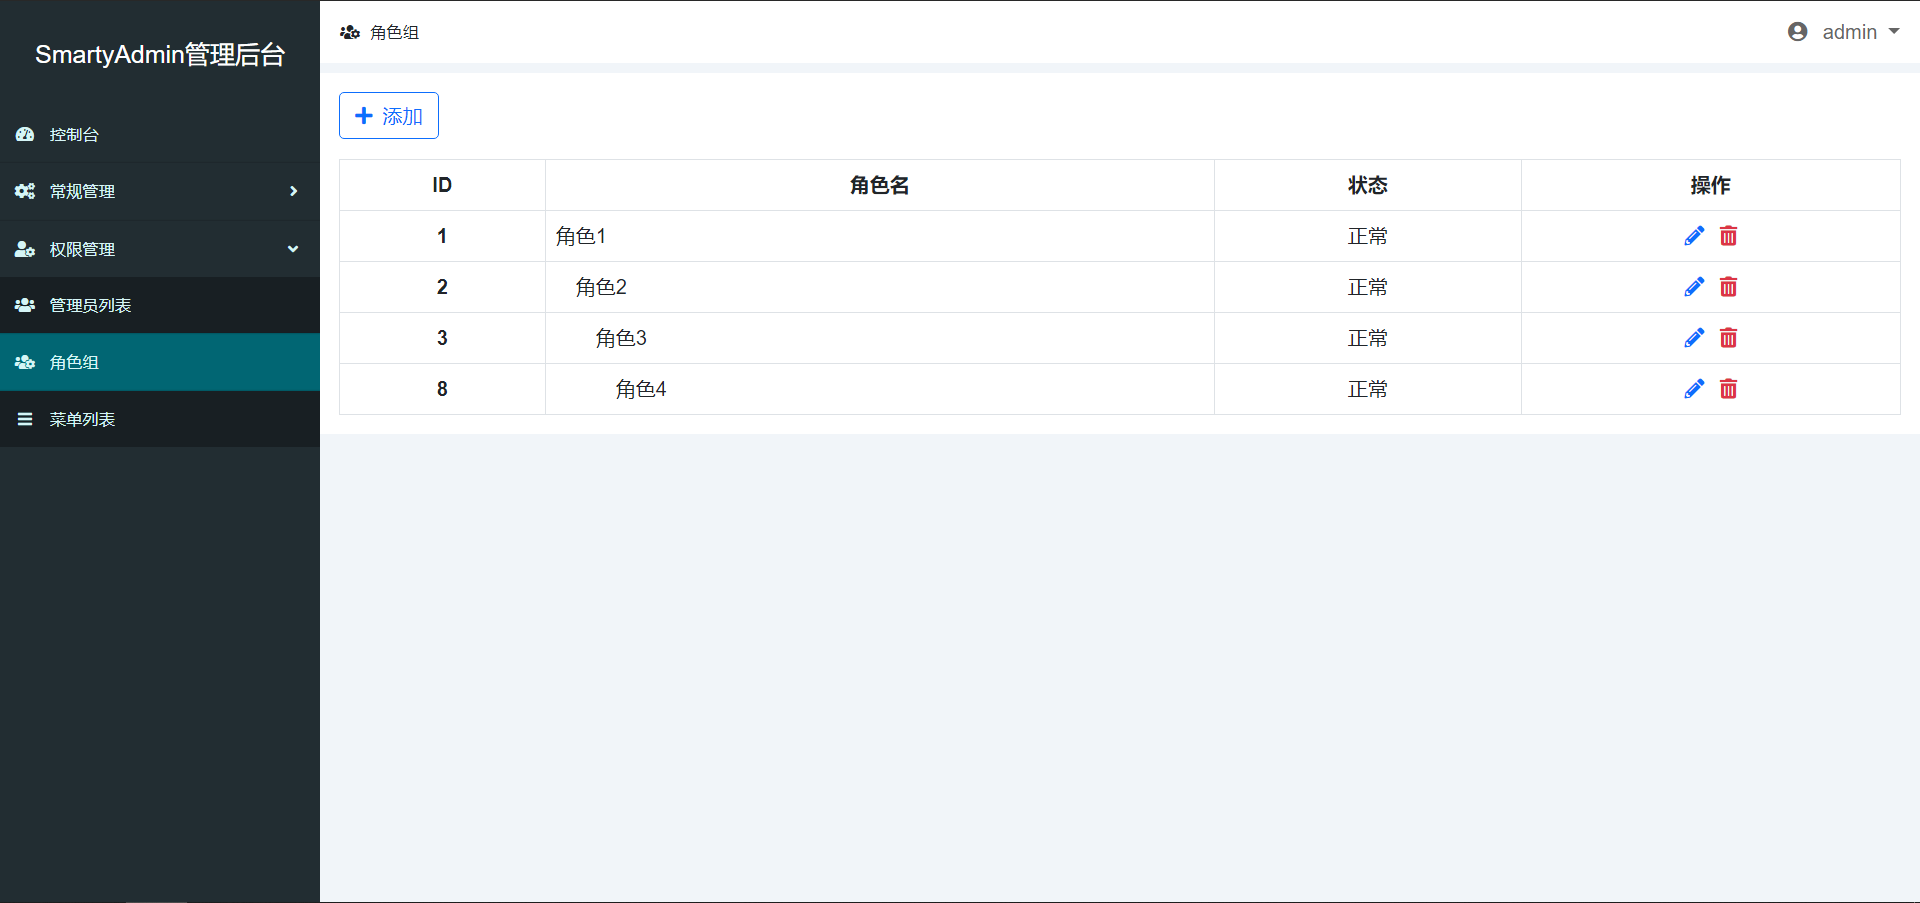 SmartyAdmin管理后台
控制台
常规管理
权限管理
管理员列表
角色组
菜单列表
角色组
admin
添加
ID 角色名 状态 操作
1 角色1 正常
2 角色2 正常
3 角色3 正常
8 角色4 正常